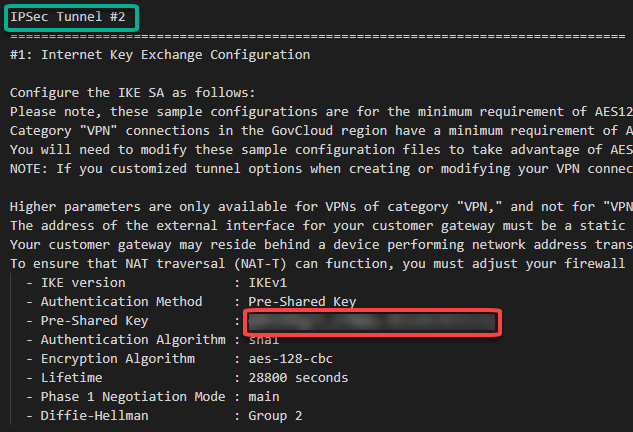 IPSec Tunnel #2
================================================================================
#1: Internet Key Exchange Configuration
Configure the IKE SA as follows:
Please note, these sample configurations are for the minimum requirement of AES12
Category "VPN" connections in the GovCloud region have a minimum requirement of A
You will need to modify these sample configuration files to take advantage of AES
NOTE: If you customized tunnel options when creating or modifying your VPN connec
Higher parameters are only available for VPNs of category "VPN," and not for "VPN
The address of the external interface for your customer gateway must be a static
Your customer gateway may reside behind a device performing network address trans
To ensure that NAT traversal (NAT-T) can function, you must adjust your firewall
- IKE version : IKEv1
- Authentication Method : Pre-Shared Key
- Pre-Shared Key :
- Authentication Algorithm : sha1
- Encryption Algorithm : aes-128-cbc
- Lifetime : 28800 seconds
- Phase 1 Negotiation Mode : main
- Diffie-Hellman : Group 2